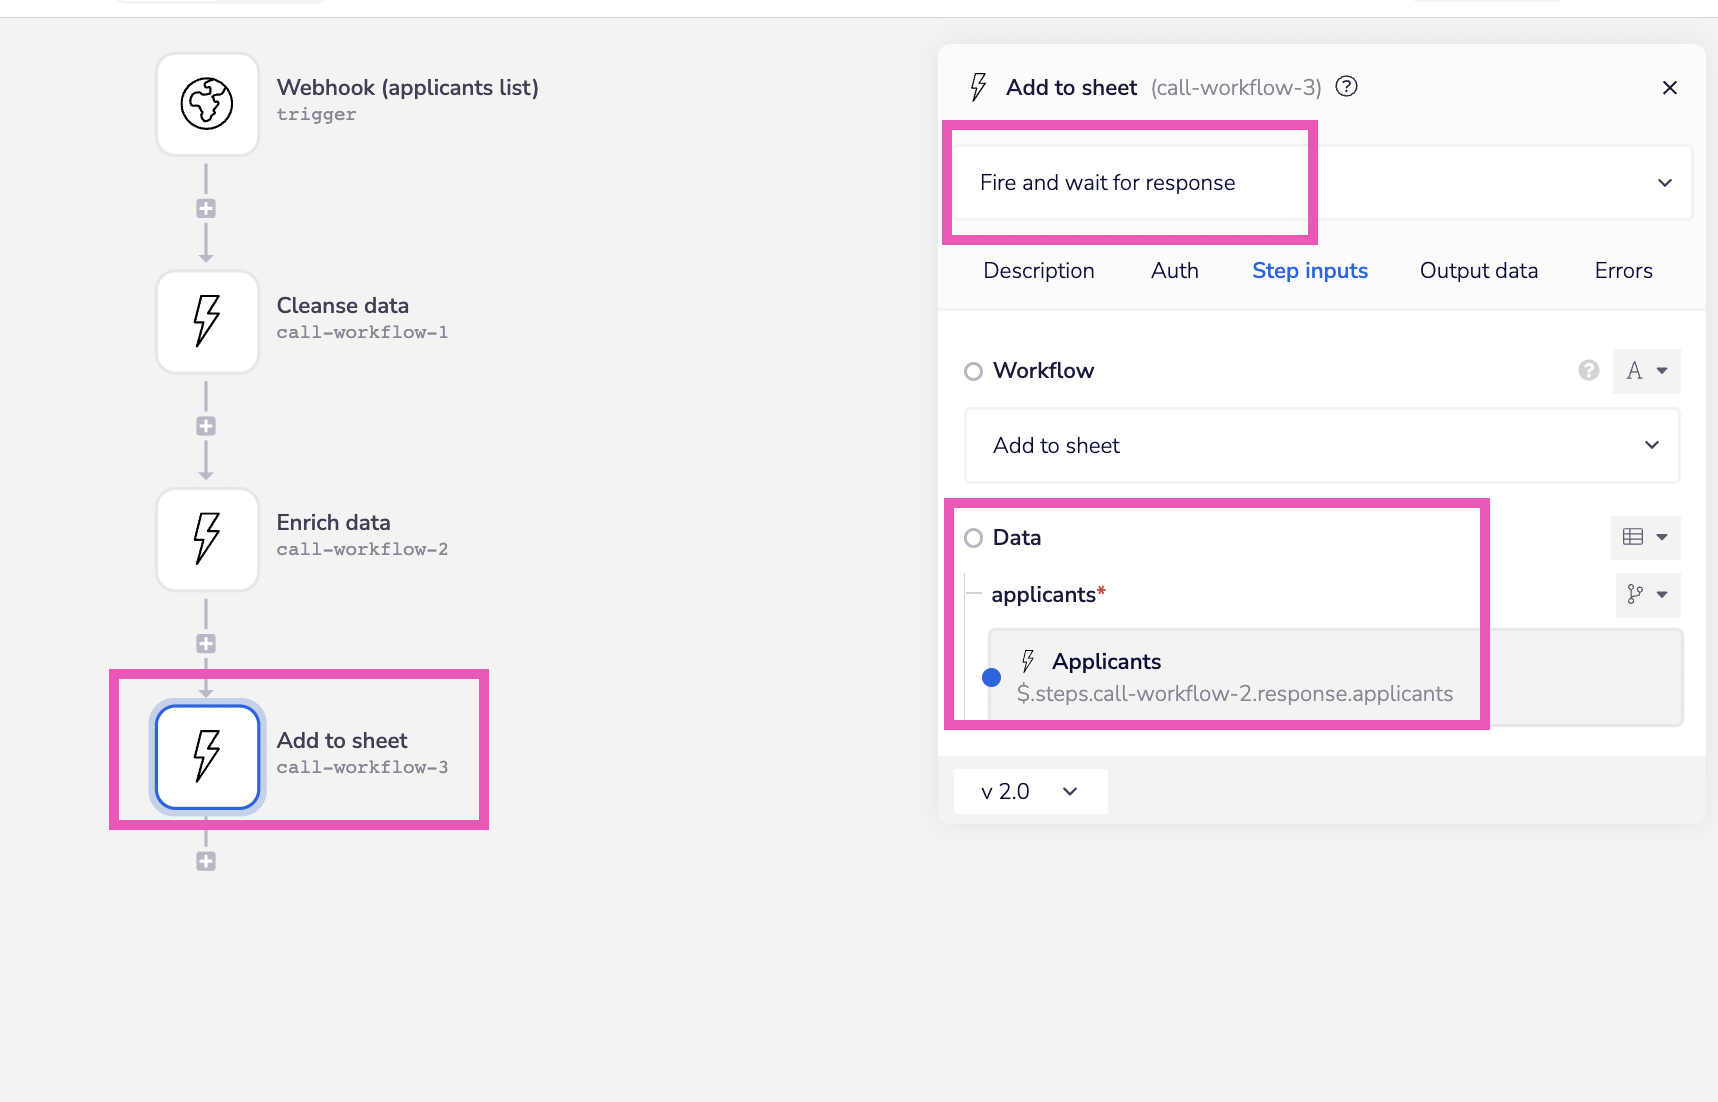 Webhook (applicants list)
trigger
Cleanse data
call-workflow-1
Enrich data
call-workflow-2
Add to sheet
call-workflow-3
Add to sheet (call-workflow-3) ?
Fire and wait for response
Description Auth Step inputs Output data Errors
Workflow ? A
Add to sheet
Data
applicants*
Applicants
$.steps.call-workflow-2.response.applicants
v 2.0